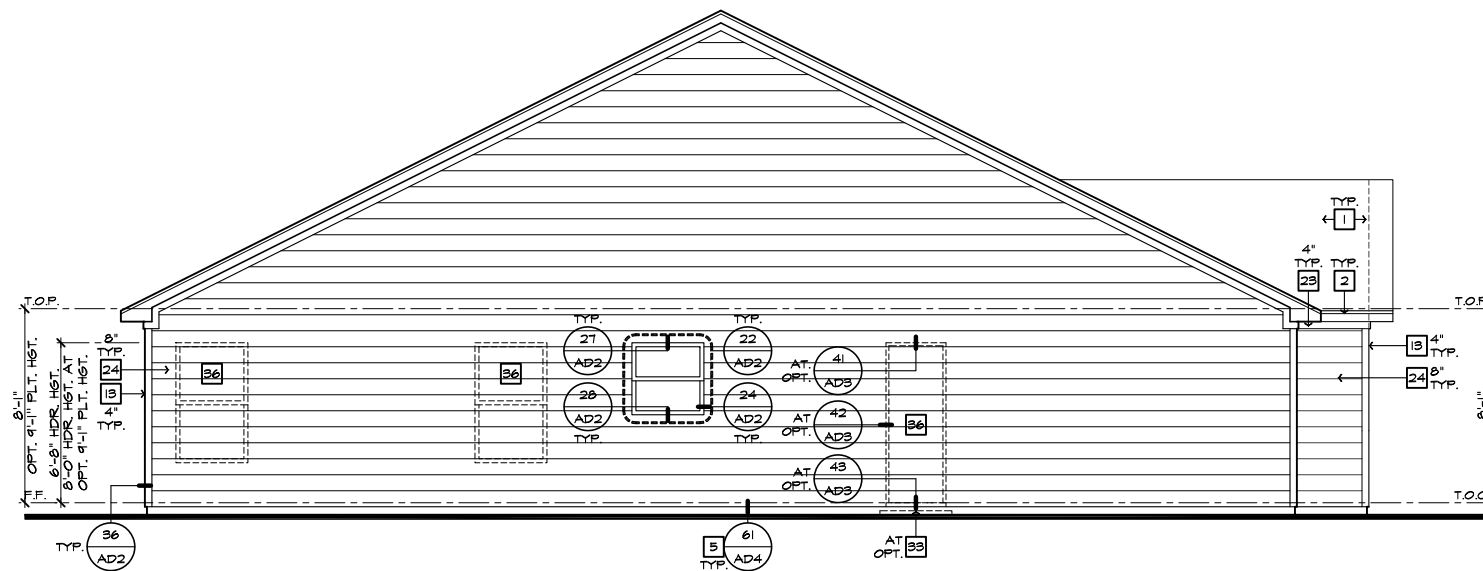 TYP.
1
4"
TYP.
23
TYP.
2
T.O.P.
T.O.P
TYP.
27
AD2
TYP.
22
AD2
8"
TYP.
24
13
4"
TYP.
36
36
41
AD3
AT
OPT.
13
4"
TYP.
24
8"
TYP.
28
AD2
TYP.
24
AD2
TYP.
42
AD3
AT
OPT.
36
43
AD3
AT
OPT.
8'-1"
OPT. 9'-1" PLT. HGT.
6'-8" HDR. HGT.
8'-0" HDR. HGT. AT
OPT. 9'-1" PLT. HGT.
8'-1"
F.F.
T.O.C
TYP.
36
AD2
5
TYP.
61
AD4
AT
OPT.
33